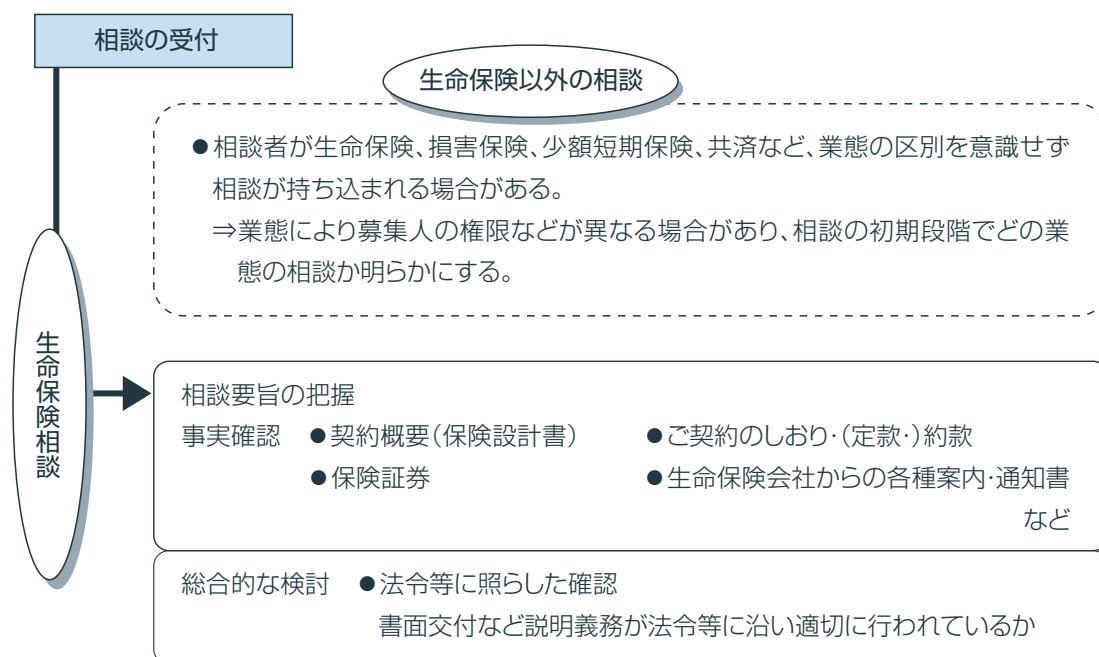 相談の受付
生命保険以外の相談
●相談者が生命保険、損害保険、少額短期保険、共済など、業態の区別を意識せず
相談が持ち込まれる場合がある。
⇒業態により募集人の権限などが異なる場合があり、相談の初期段階でどの業
態の相談か明らかにする。
生命保険相談
相談要旨の把握
事実確認 ●契約概要(保険設計書) ●ご契約のしおり・(定款・)約款
●保険証券 ●生命保険会社からの各種案内・通知書
など
総合的な検討 ●法令等に照らした確認
書面交付など説明義務が法令等に沿い適切に行われているか